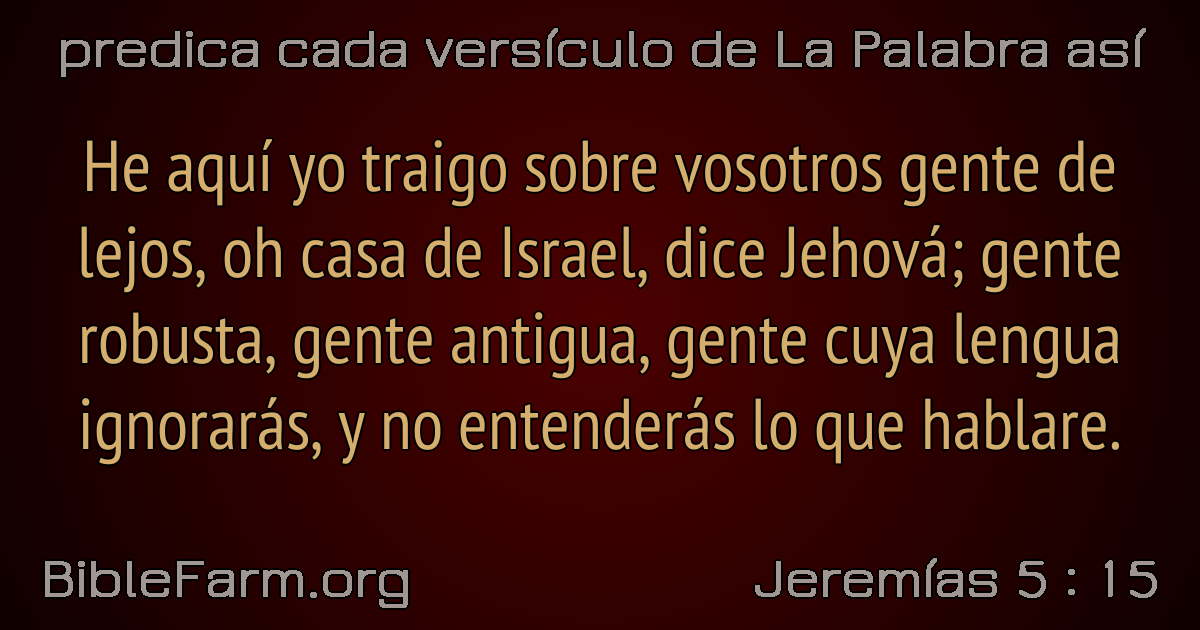 predica cada versículo de La Palabra así
He aquí yo traigo sobre vosotros gente de
lejos, oh casa de Israel, dice Jehová; gente
robusta, gente antigua, gente cuya lengua
ignorarás, y no entenderás lo que hablare.
BibleFarm.org
Jeremías 5 : 15